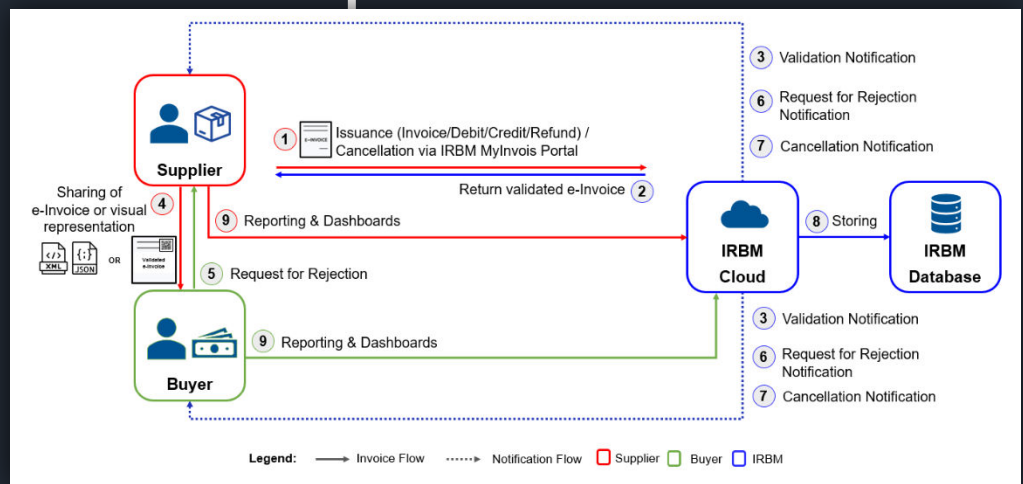 3 Validation Notification
6 Request for Rejection
Notification
7 Cancellation Notification
Supplier
1 e-INVOICE Issuance (Invoice/Debit/Credit/Refund) /
Cancellation via IRBM MyInvois Portal
Return validated e-Invoice 2
Sharing of
e-Invoice or visual
representation
4
</> XML {;} JSON OR Validated
e-Invoice
9 Reporting & Dashboards
5 Request for Rejection
IRBM
Cloud
8 Storing
IRBM
Database
Buyer
9 Reporting & Dashboards
3 Validation Notification
6 Request for Rejection
Notification
7 Cancellation Notification
Legend: Invoice Flow Notification Flow Supplier Buyer IRBM